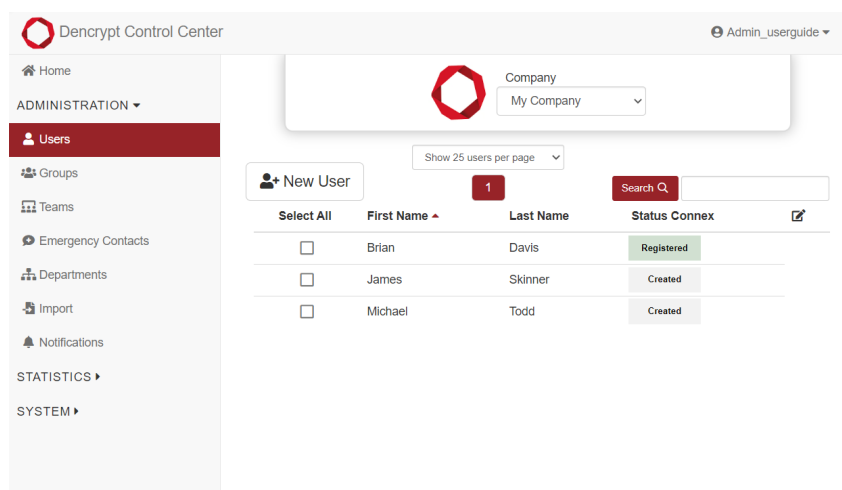 Dencrypt Control Center
Admin_userguide
Home
ADMINISTRATION
Users
Groups
Teams
Emergency Contacts
Departments
Import
Notifications
STATISTICS
SYSTEM
Company
My Company
Show 25 users per page
New User
1
Search
Select All First Name Last Name Status Connex
Brian Davis Registered
James Skinner Created
Michael Todd Created